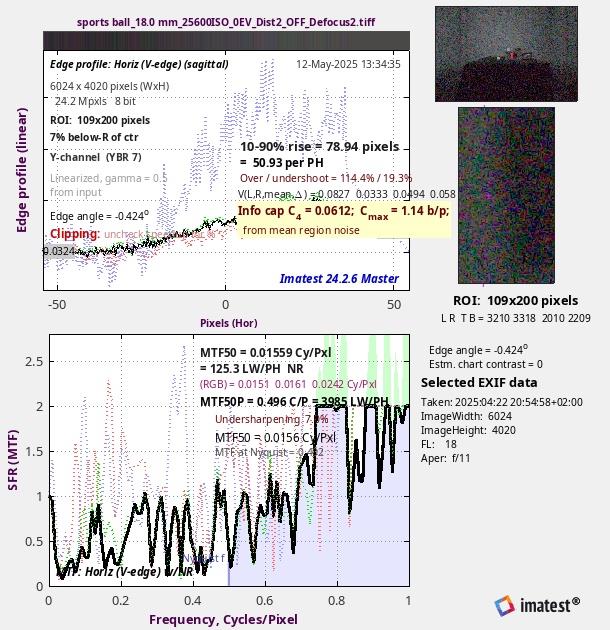 sports ball_18.0 mm_25600ISO_0EV_Dist2_OFF_Defocus2.tiff
Edge profile: Horiz (V-edge) (sagittal)
12-May-2025 13:34:35
6024 x 4020 pixels (WxH)
24.2 Mpxls 8 bit
ROI: 109x200 pixels
7% below-R of ctr
Y-channel (YBR 7)
Linearized, gamma = 0.
from input
Edge angle = -0.424°
Clipping:
10-90% rise = 78.94 pixels
= 50.93 per PH
Over / undershoot = 114.4% / 19.3%
V(L,R,mean,Δ) = 0.0827 0.0333 0.0494 0.058
Info cap C4 = 0.0612; Cmax = 1.14 b/p;
from mean region noise
0.0324
Imatest 24.2.6 Master
Edge profile (linear)
-50 0 50
Pixels (Hor)
ROI: 109x200 pixels
L R T B = 3210 3318 2010 2209
Edge angle = -0.424°
Estm. chart contrast = 0
Selected EXIF data
Taken: 2025:04:22 20:54:58+02:00
ImageWidth: 6024
ImageHeight: 4020
FL: 18
Aper: f/11
MTF50 = 0.01559 Cy/Pxl
= 125.3 LW/PH NR
(RGB) = 0.0151 0.0161 0.0242 Cy/Pxl
MTF50P = 0.496 C/P = 3985 LW/PH
Undersharpening: 7.9%
MTF50 = 0.0156 Cy/Pxl
MTF at Nyquist =
Nyquist f
MTF: Horiz (V-edge) w/NR
SFR (MTF)
2.5
2
1.5
1
0.5
0
0 0.2 0.4 0.6 0.8 1
Frequency, Cycles/Pixel
imatest®